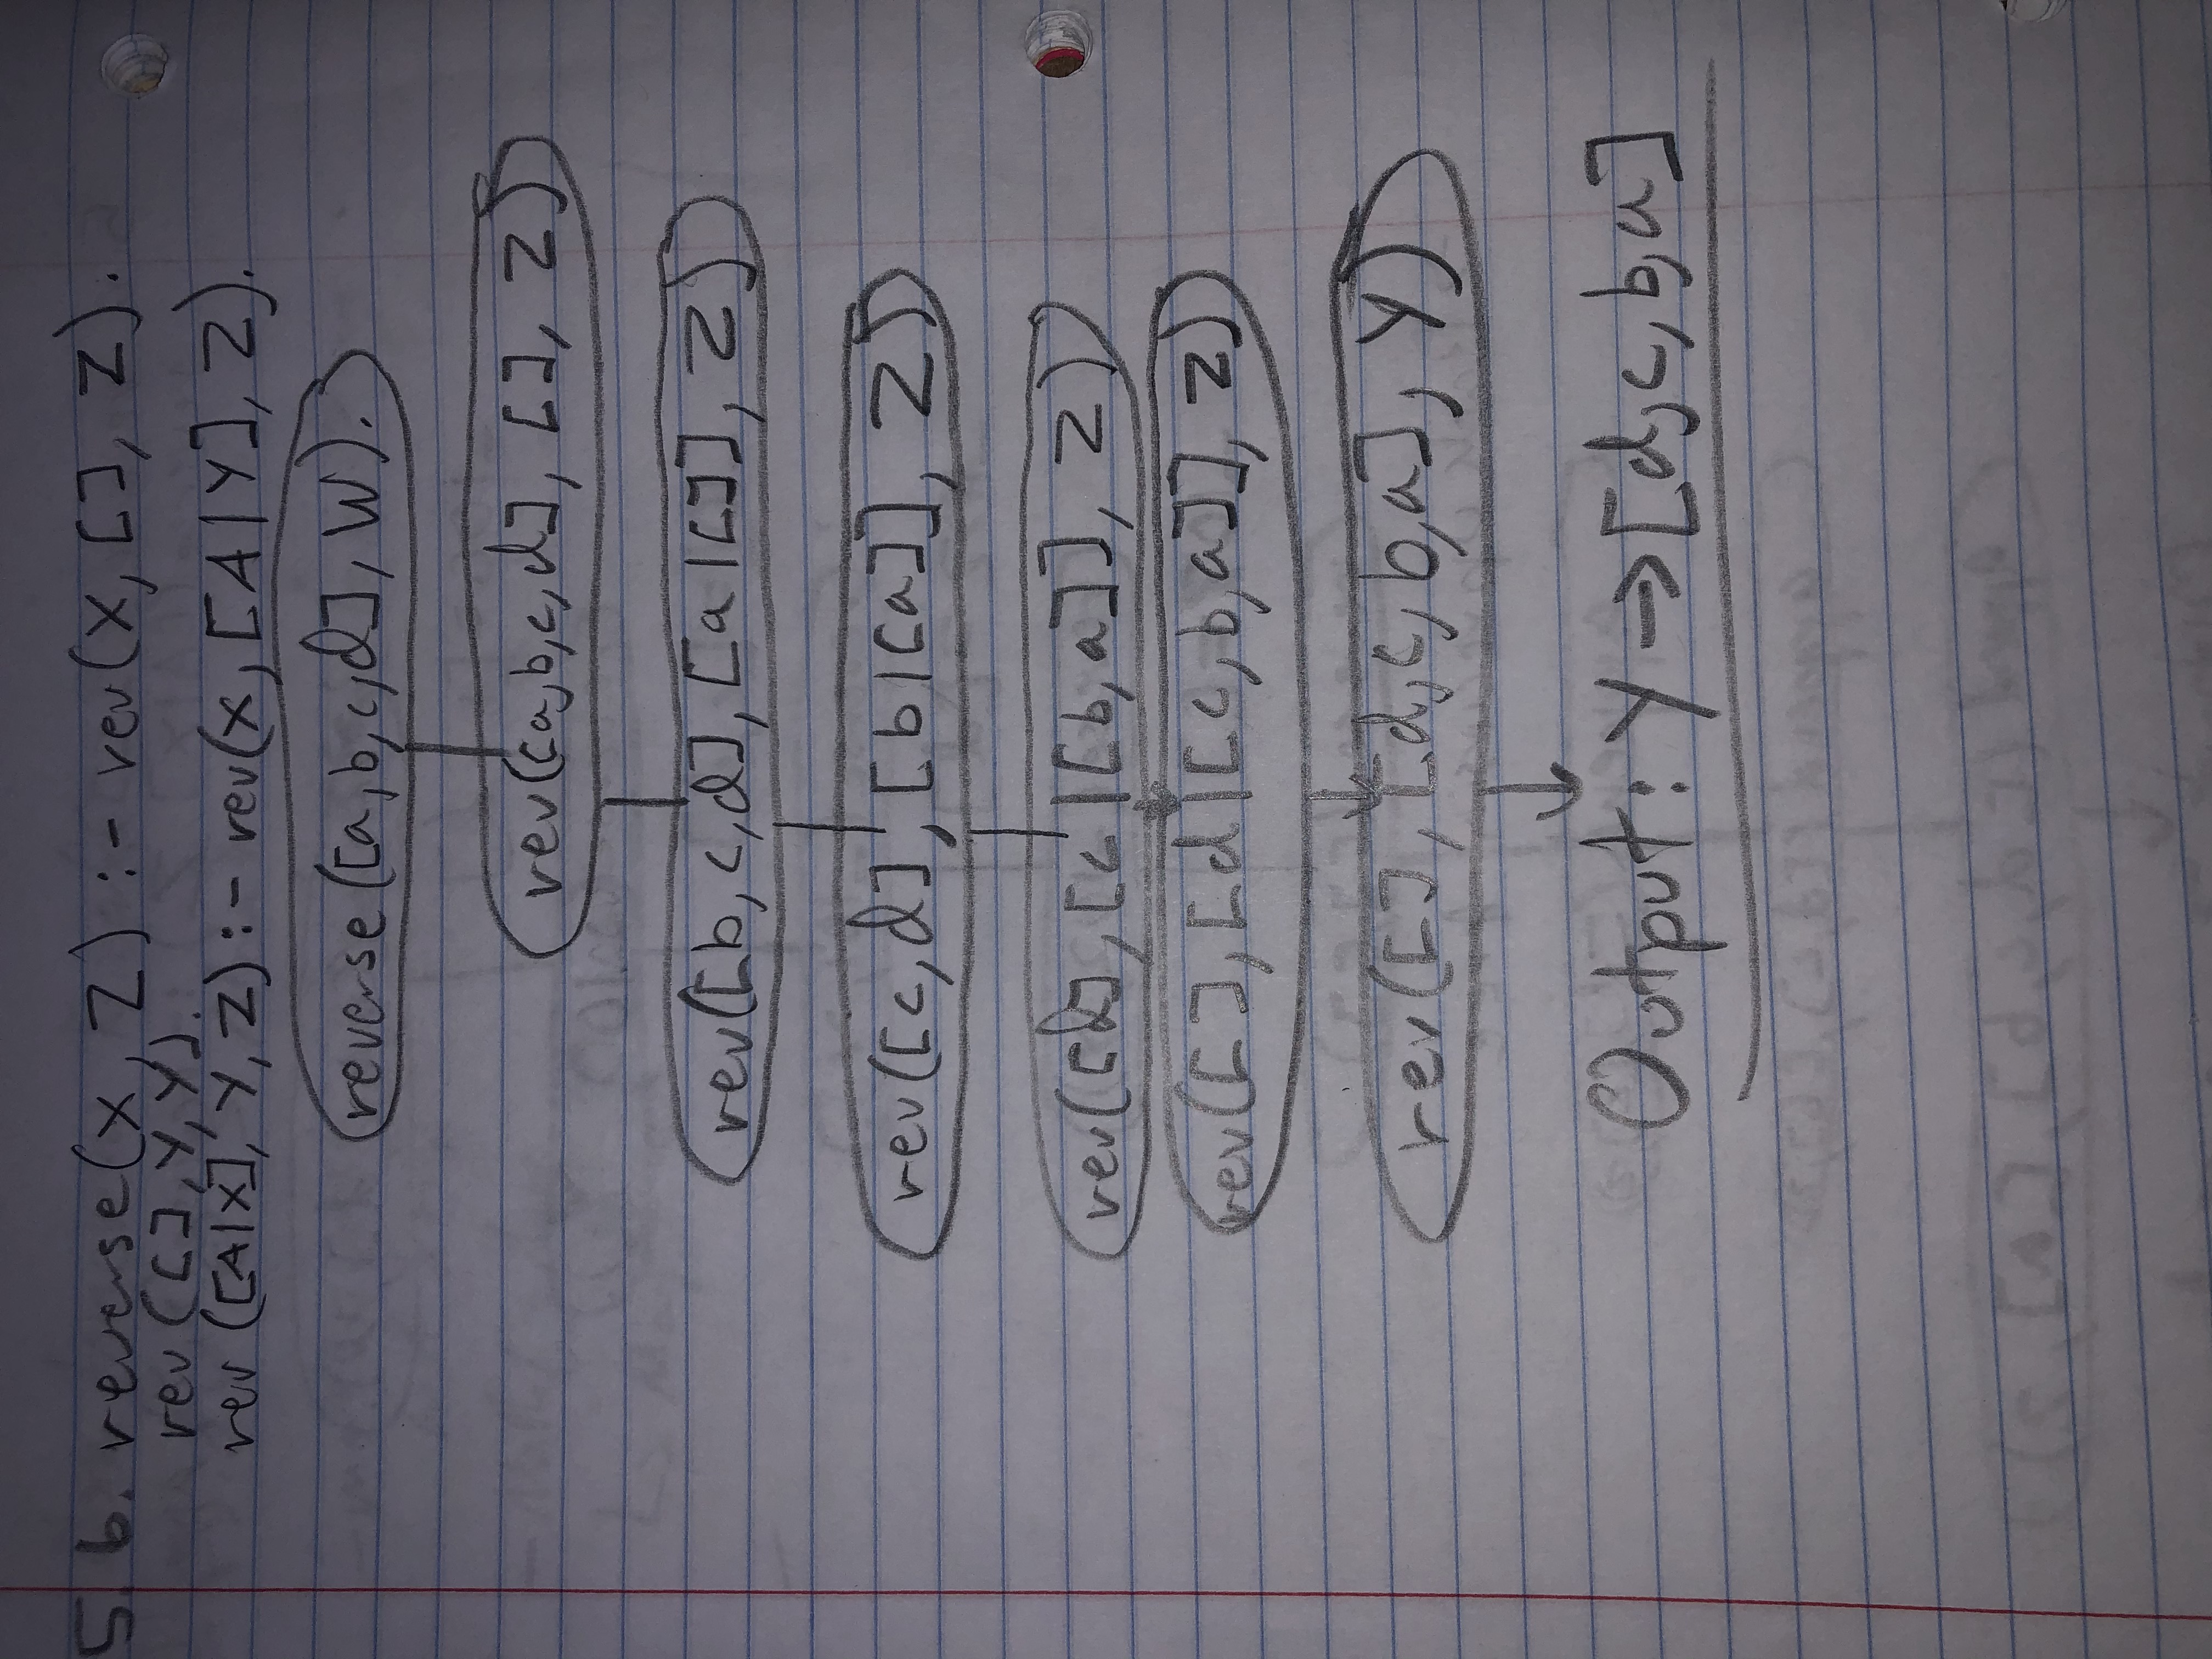 5. b. reverse(X, Z) :- rev(X, [], Z).
rev([], Y, Y).
rev([A|X], Y, Z) :- rev(X, [A|Y], Z).
reverse([a,b,c,d], W).
rev([a,b,c,d], [], Z)
rev([b,c,d], [a|[]], Z)
rev([c,d], [b|[a]], Z)
rev([d], [c|[b,a]], Z)
rev([], [d|[c,b,a]], Z)
rev([], [d,c,b,a], Y)
Output: Y → [d,c,b,a]